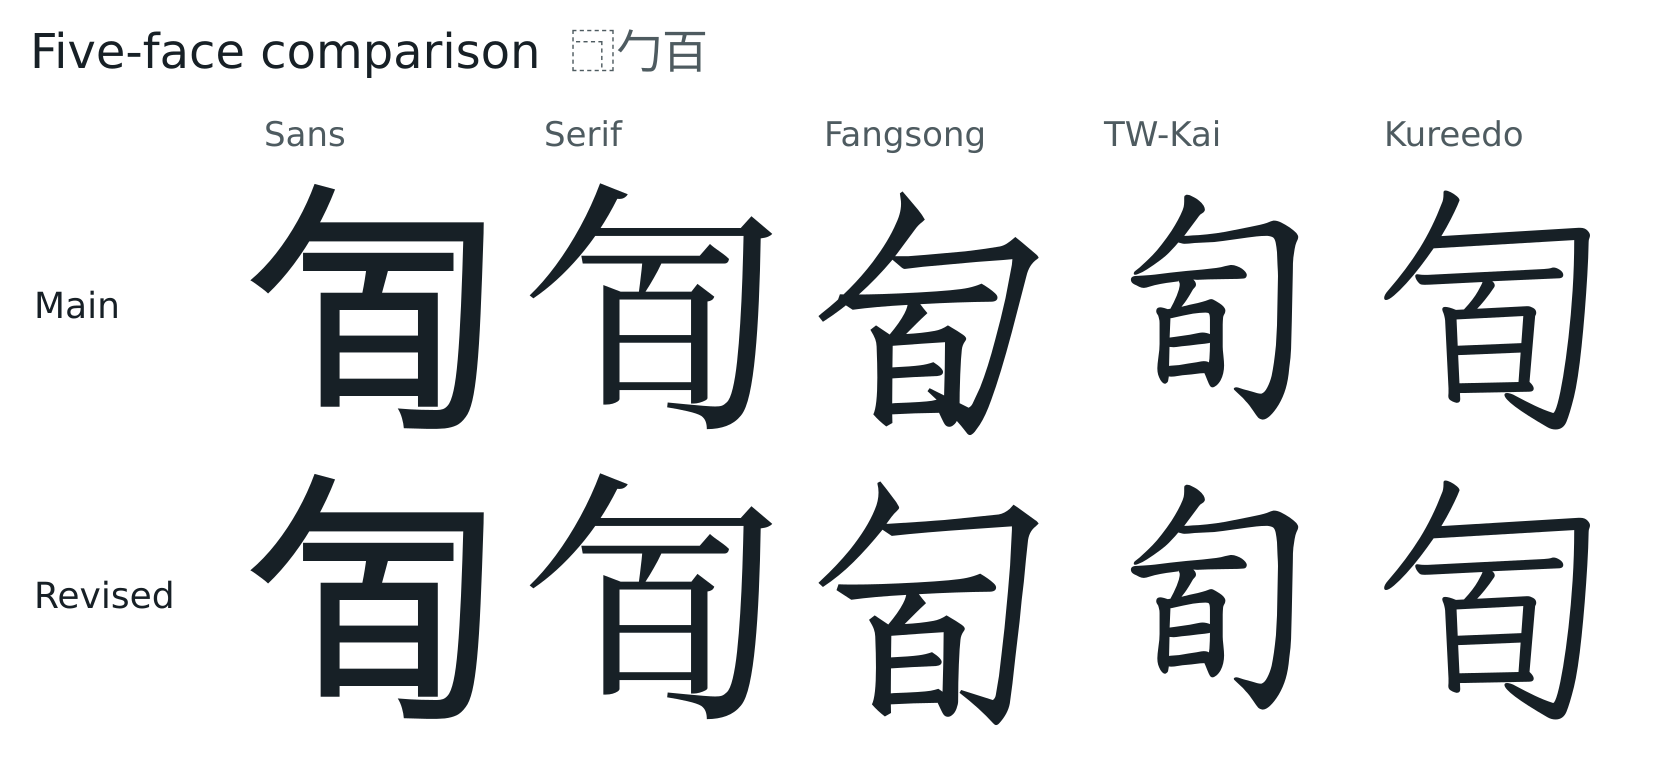 Five-face comparison ⿹勹百
Sans Serif Fangsong TW-Kai Kureedo
Main
Revised